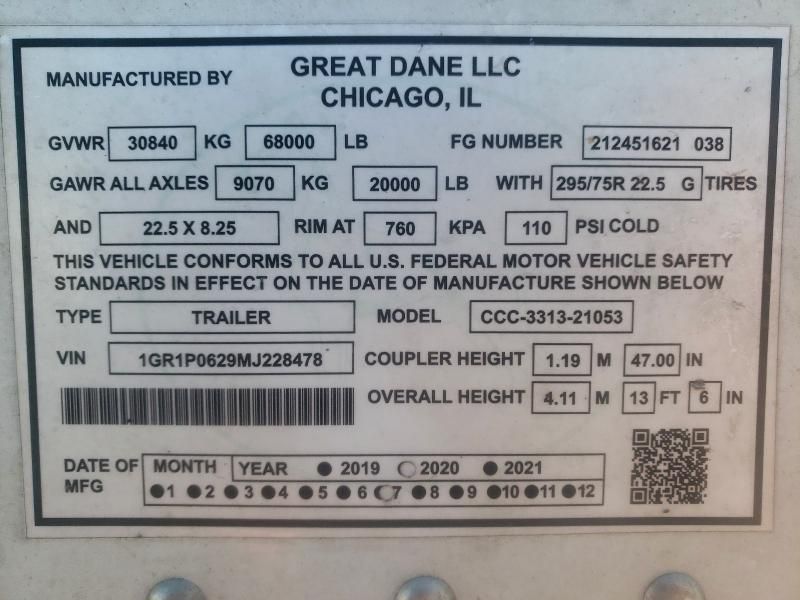 MANUFACTURED BY GREAT DANE LLC
CHICAGO, IL
GVWR 30840 KG 68000 LB FG NUMBER 212451621 038
GAWR ALL AXLES 9070 KG 20000 LB WITH 295/75R 22.5 G TIRES
AND 22.5 X 8.25 RIM AT 760 KPA 110 PSI COLD
THIS VEHICLE CONFORMS TO ALL U.S. FEDERAL MOTOR VEHICLE SAFETY
STANDARDS IN EFFECT ON THE DATE OF MANUFACTURE SHOWN BELOW
TYPE TRAILER MODEL CCC-3313-21053
VIN 1GR1P0629MJ228478 COUPLER HEIGHT 1.19 M 47.00 IN
OVERALL HEIGHT 4.11 M 13 FT 6 IN
DATE OF MFG MONTH YEAR 2019 2020 2021
1 2 3 4 5 6 7 8 9 10 11 12